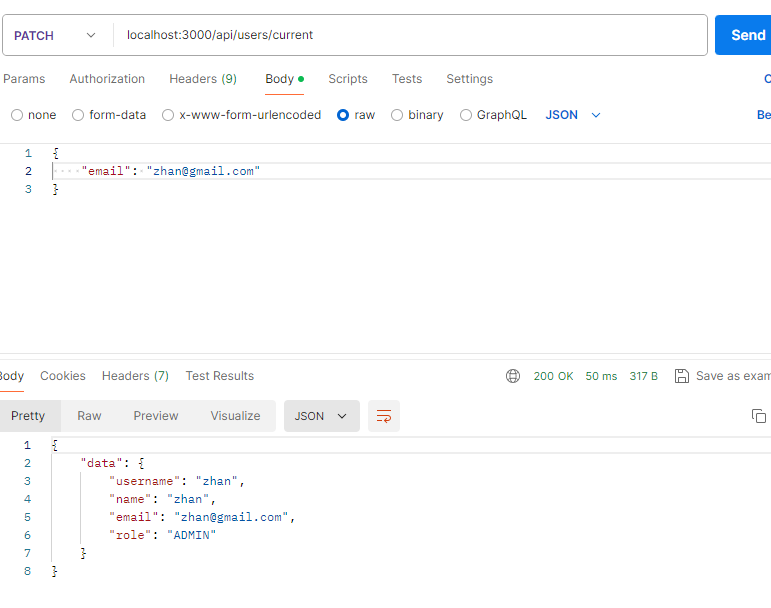 PATCH localhost:3000/api/users/current Send
Params Authorization Headers (9) Body Scripts Tests Settings
none form-data x-www-form-urlencoded raw binary GraphQL JSON Be
1 {
2 "email": "zhan@gmail.com"
3 }
Body Cookies Headers (7) Test Results 200 OK 50 ms 317 B Save as exam
Pretty Raw Preview Visualize JSON
1 {
2 "data": {
3 "username": "zhan",
4 "name": "zhan",
5 "email": "zhan@gmail.com",
6 "role": "ADMIN"
7 }
8 }